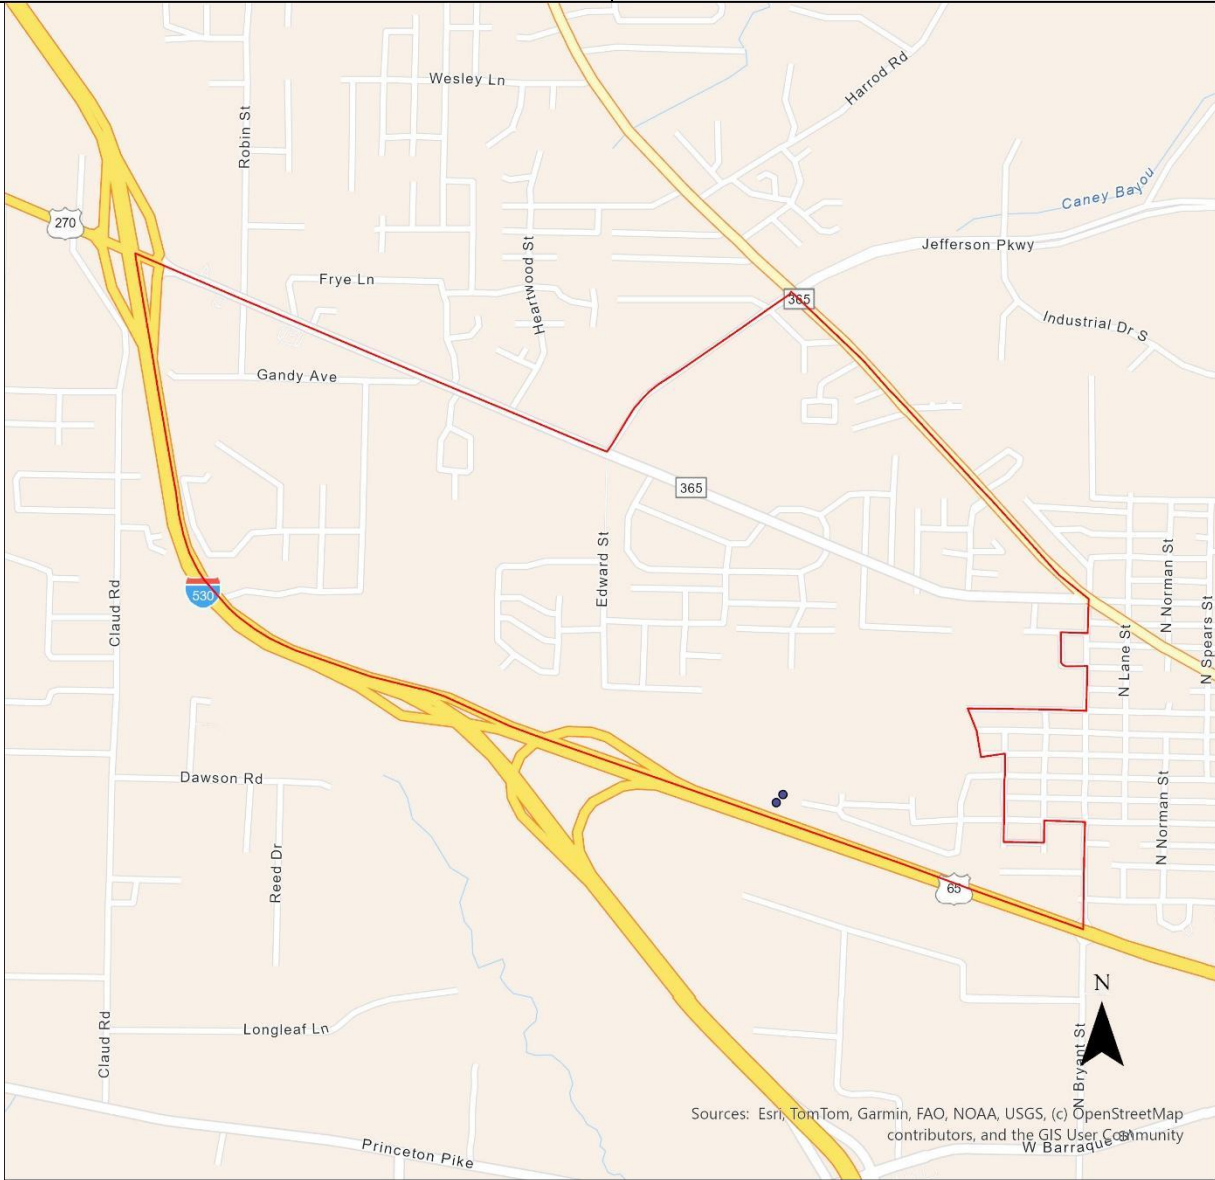 Wesley Ln
Harrod Rd
Robin St
Caney Bayou
270
Jefferson Pkwy
Frye Ln
Heartwood St
365
Industrial Dr S
Gandy Ave
365
Edward St
N Norman St
530
Claud Rd
N Lane St
N Spears St
Dawson Rd
N Norman St
Reed Dr
65
N
Longleaf Ln
Claud Rd
N Bryant St
Sources: Esri, TomTom, Garmin, FAO, NOAA, USGS, (c) OpenStreetMap
contributors, and the GIS User Community
W Barraque St
Princeton Pike